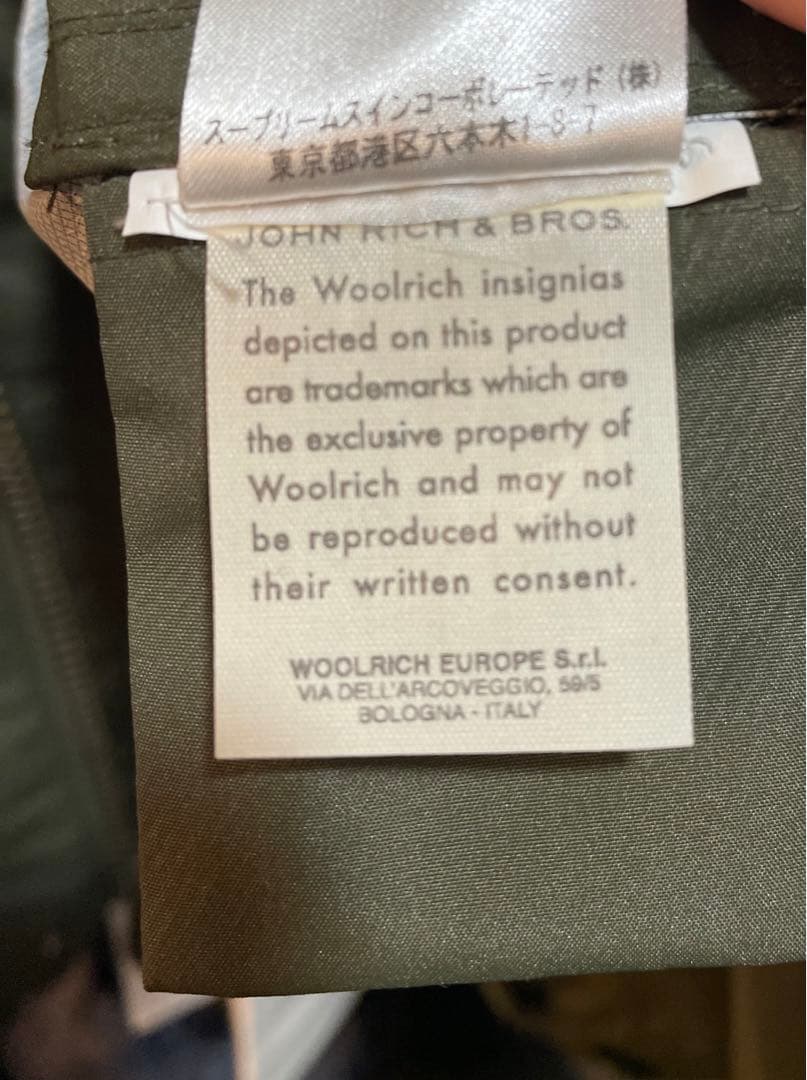 スープリームスインコーポレーテッド (株)
東京都港区六本木1-8-7
JOHN RICH & BROS.
The Woolrich insignias
depicted on this product
are trademarks which are
the exclusive property of
Woolrich and may not
be reproduced without
their written consent.
WOOLRICH EUROPE S.r.l.
VIA DELL'ARCOVEGGIO, 59/5
BOLOGNA - ITALY